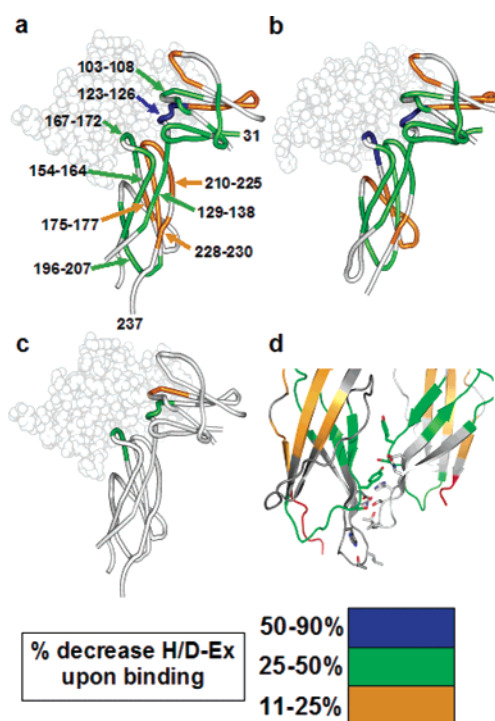 a
b
103-108
123-126
167-172
31
154-164
210-225
175-177
129-138
228-230
196-207
237
c
d
% decrease H/D-Ex
upon binding
50-90%
25-50%
11-25%